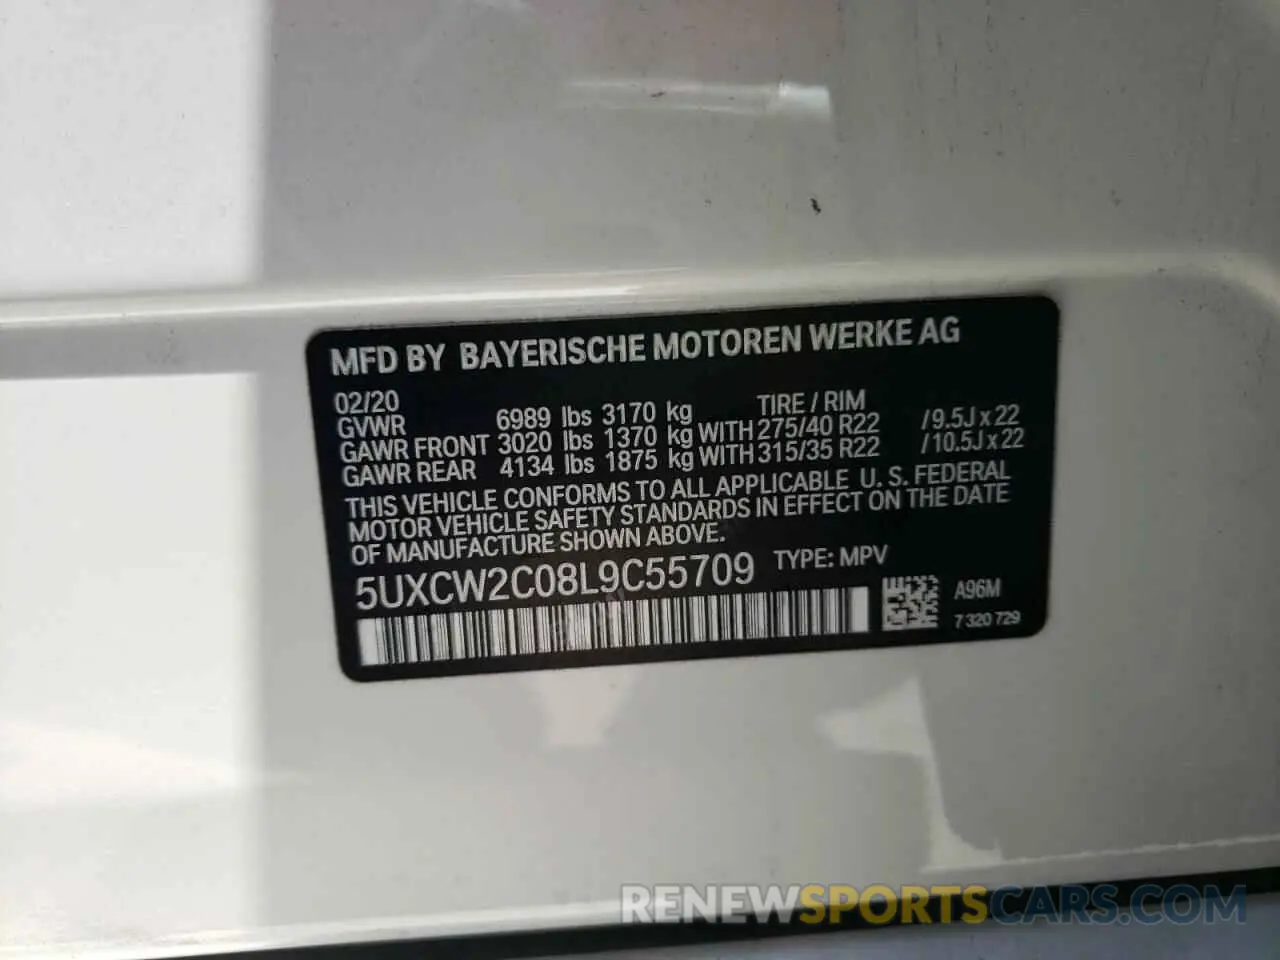 MFD BY BAYERISCHE MOTOREN WERKE AG
02/20 TIRE / RIM
GVWR 6989 lbs 3170 kg
GAWR FRONT 3020 lbs 1370 kg WITH 275/40 R22 / 9.5J x 22
GAWR REAR 4134 lbs 1875 kg WITH 315/35 R22 / 10.5J x 22
THIS VEHICLE CONFORMS TO ALL APPLICABLE U. S. FEDERAL
MOTOR VEHICLE SAFETY STANDARDS IN EFFECT ON THE DATE
OF MANUFACTURE SHOWN ABOVE.
5UXCW2C08L9C55709 TYPE: MPV
A96M
7 320 729
RENEWSPORTSCARS.COM